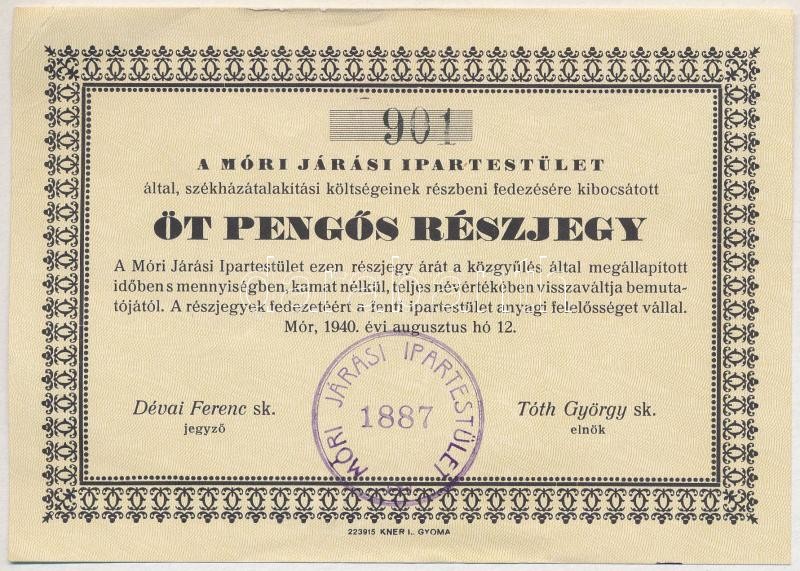 901
A MÓRI JÁRÁSI IPARTESTÜLET
által, székházátalakítási költségeinek részbeni fedezésére kibocsátott
ÖT PENGŐS RÉSZJEGY
A Móri Járási Ipartestület ezen részjegy árát a közgyűlés által megállapított
időben s mennyiségben, kamat nélkül, teljes névértékében visszaváltja bemuta-
tójától. A részjegyek fedezetéért a fenti ipartestület anyagi felelősséget vállal.
Mór, 1940. évi augusztus hó 12.
MÓRI JÁRÁSI IPARTESTÜLET
1887
Dévai Ferenc sk.
jegyző
Tóth György sk.
elnök
223915 KNER I., GYOMA